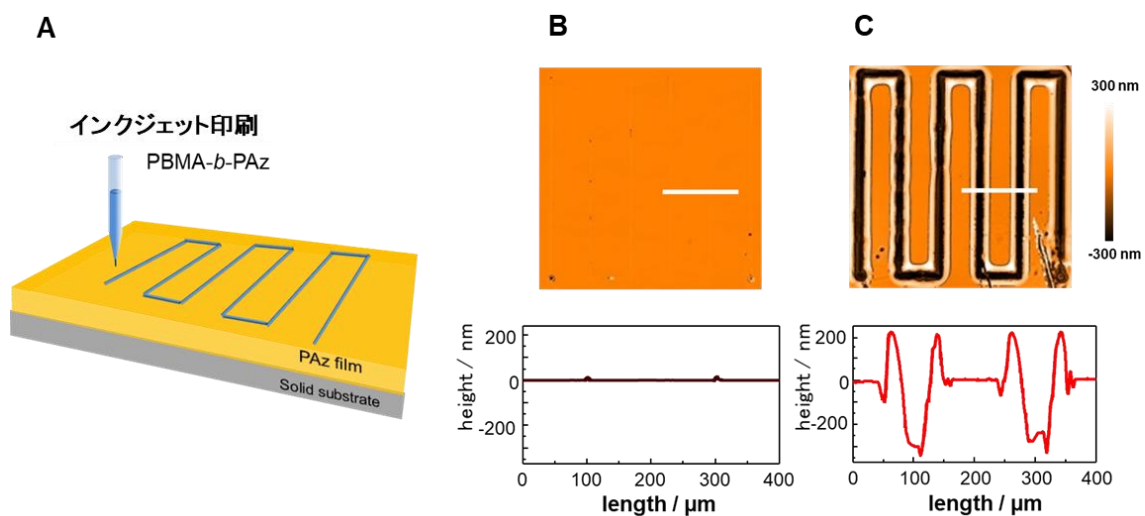 A
インクジェット印刷
PBMA-b-PAz
PAz film
Solid substrate
B
C
300 nm
-300 nm
height / nm
200
0
-200
0 100 200 300 400
length / µm
height / nm
200
0
-200
0 100 200 300 400
length / µm